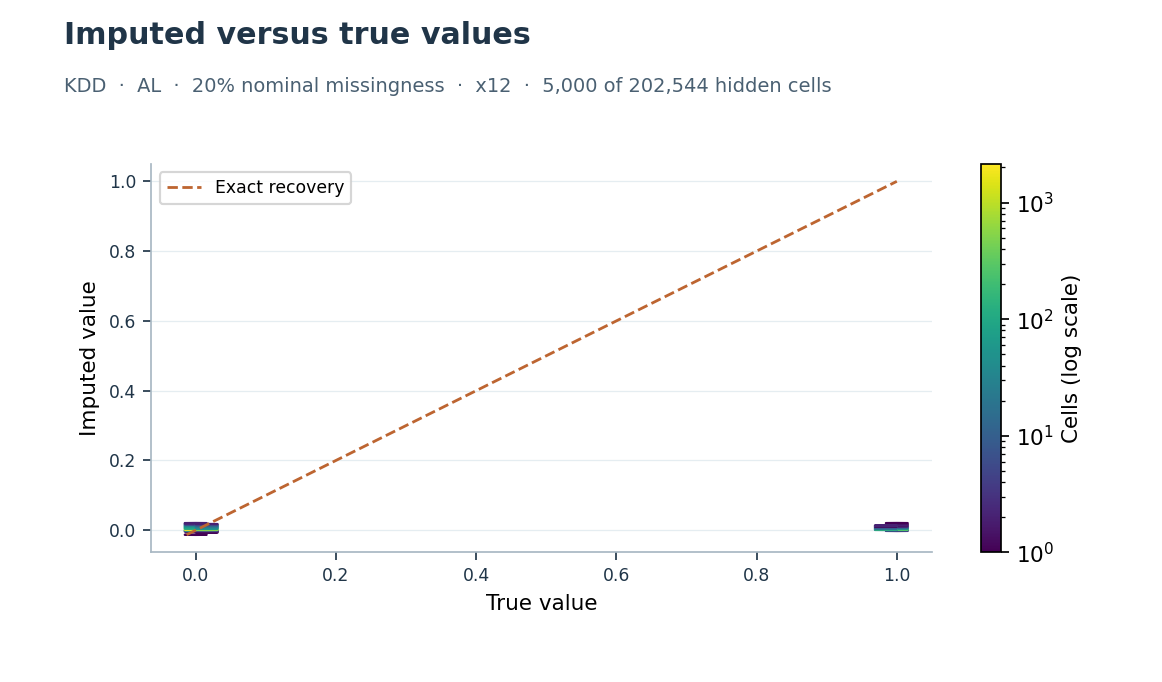 Imputed versus true values
KDD · AL · 20% nominal missingness · x12 · 5,000 of 202,544 hidden cells
Exact recovery
1.0
0.8
0.6
0.4
0.2
0.0
Imputed value
0.0 0.2 0.4 0.6 0.8 1.0
True value
10³
10²
10¹
10⁰
Cells (log scale)